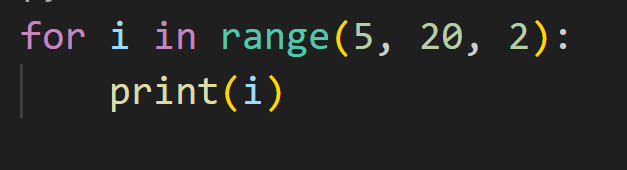 for i in range(5, 20, 2):
    print(i)